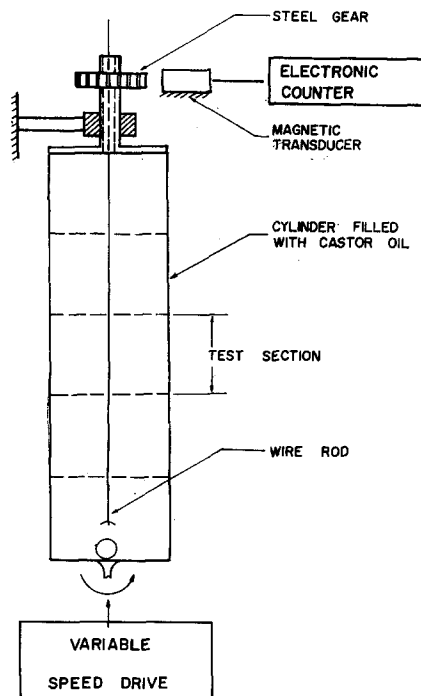 STEEL GEAR
ELECTRONIC
COUNTER
MAGNETIC
TRANSDUCER
CYLINDER FILLED
WITH CASTOR OIL
TEST SECTION
WIRE ROD
VARIABLE
SPEED DRIVE